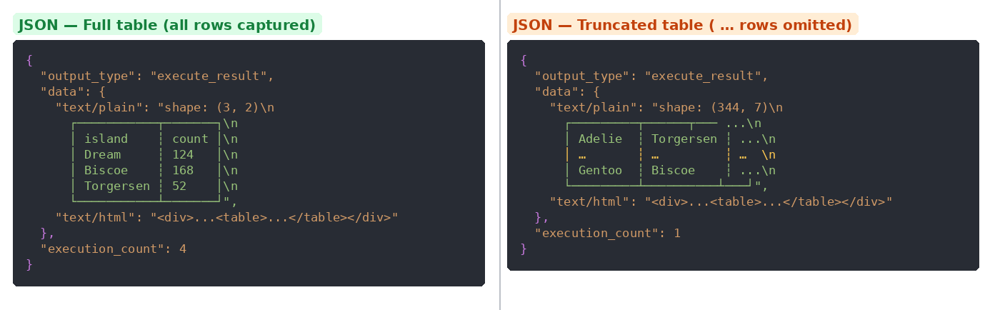 JSON — Full table (all rows captured)
{
  "output_type": "execute_result",
  "data": {
    "text/plain": "shape: (3, 2)\n
      ┌───────────┬───────┐\n
      │ island    ┆ count │\n
      │ Dream     ┆ 124   │\n
      │ Biscoe    ┆ 168   │\n
      │ Torgersen ┆ 52    │\n
      └───────────┴───────┘",
    "text/html": "<div>...<table>...</table></div>"
  },
  "execution_count": 4
}
JSON — Truncated table ( … rows omitted)
{
  "output_type": "execute_result",
  "data": {
    "text/plain": "shape: (344, 7)\n
      ┌─────────┬──────┬─── ...\n
      │ Adelie  ┆ Torgersen ┆ ...\n
      │ …       ┆ …         ┆ …  \n
      │ Gentoo  ┆ Biscoe    ┆ ...\n
      └─────────┴──────────┴───┘",
    "text/html": "<div>...<table>...</table></div>"
  },
  "execution_count": 1
}